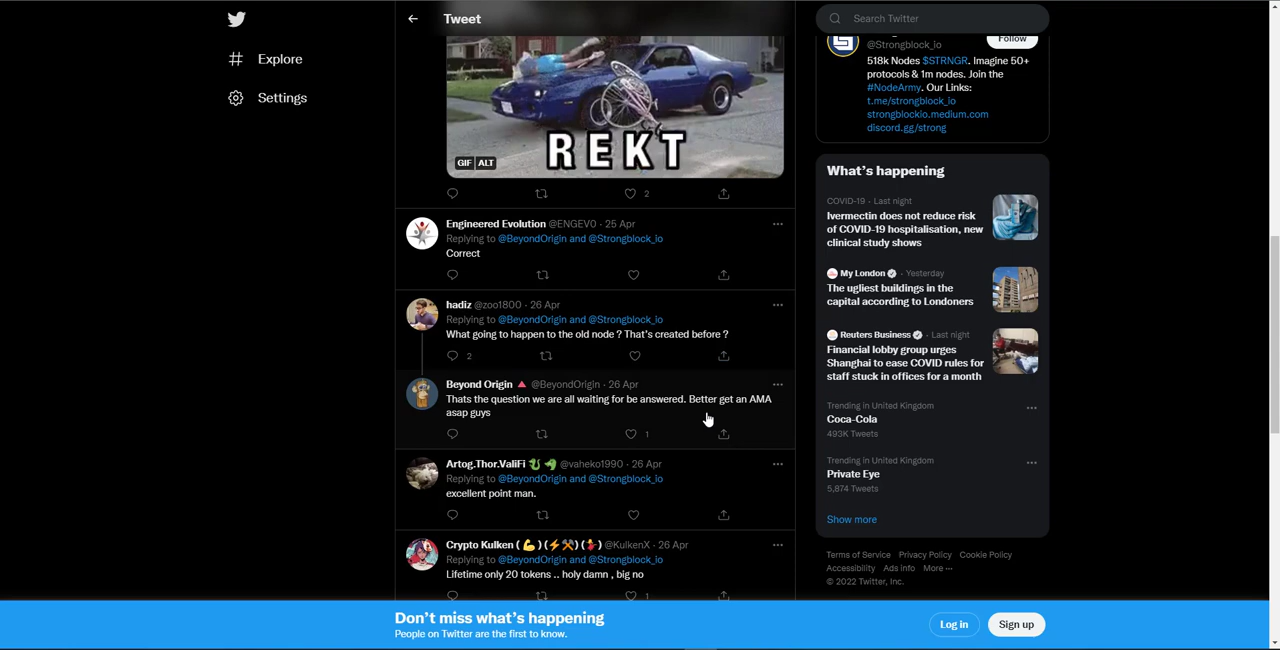 Tweet
Explore
Settings
REKT
GIF ALT
2
Engineered Evolution @ENGEV0 · 25 Apr
Replying to @BeyondOrigin and @Strongblock_io
Correct
hadiz @zoo1800 · 26 Apr
Replying to @BeyondOrigin and @Strongblock_io
What going to happen to the old node ? That's created before ?
2
Beyond Origin @BeyondOrigin · 26 Apr
Thats the question we are all waiting for be answered. Better get an AMA
asap guys
1
Artog.Thor.ValiFi @vaheko1990 · 26 Apr
Replying to @BeyondOrigin and @Strongblock_io
excellent point man.
Crypto Kulken ( 💪 ) (⚡⚒️) (💃) @KulkenX · 26 Apr
Replying to @BeyondOrigin and @Strongblock_io
Lifetime only 20 tokens .. holy damn , big no
1
Search Twitter
@Strongblock_io
Follow
518k Nodes $STRNGR. Imagine 50+
protocols & 1m nodes. Join the
#NodeArmy. Our Links:
t.me/strongblock_io
strongblockio.medium.com
discord.gg/strong
What's happening
COVID-19 · Last night
Ivermectin does not reduce risk
of COVID-19 hospitalisation, new
clinical study shows
My London · Yesterday
The ugliest buildings in the
capital according to Londoners
Reuters Business · Last night
Financial lobby group urges
Shanghai to ease COVID rules for
staff stuck in offices for a month
Trending in United Kingdom
Coca-Cola
493K Tweets
Trending in United Kingdom
Private Eye
5,874 Tweets
Show more
Terms of Service Privacy Policy Cookie Policy
Accessibility Ads info More ···
© 2022 Twitter, Inc.
Don't miss what's happening
People on Twitter are the first to know.
Log in
Sign up